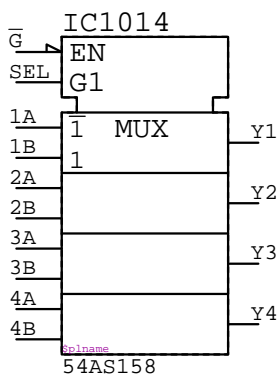 IC1014
G̅
EN
SEL
G1
MUX
1A
1̅
Y1
1B
1
2A
Y2
2B
3A
Y3
3B
4A
Y4
4B
$plname
54AS158